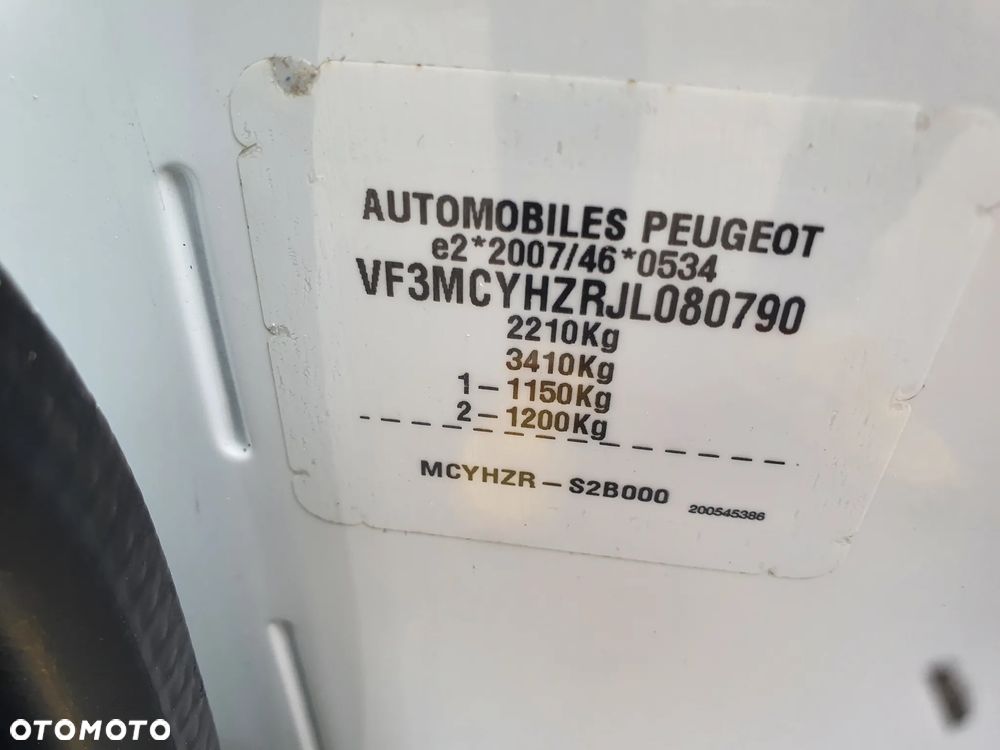 AUTOMOBILES PEUGEOT
e2*2007/46*0534
VF3MCYHZRJL080790
2210Kg
3410Kg
1-1150Kg
2-1200Kg
MCYHZR-S2B000
200545386
OTOMOTO